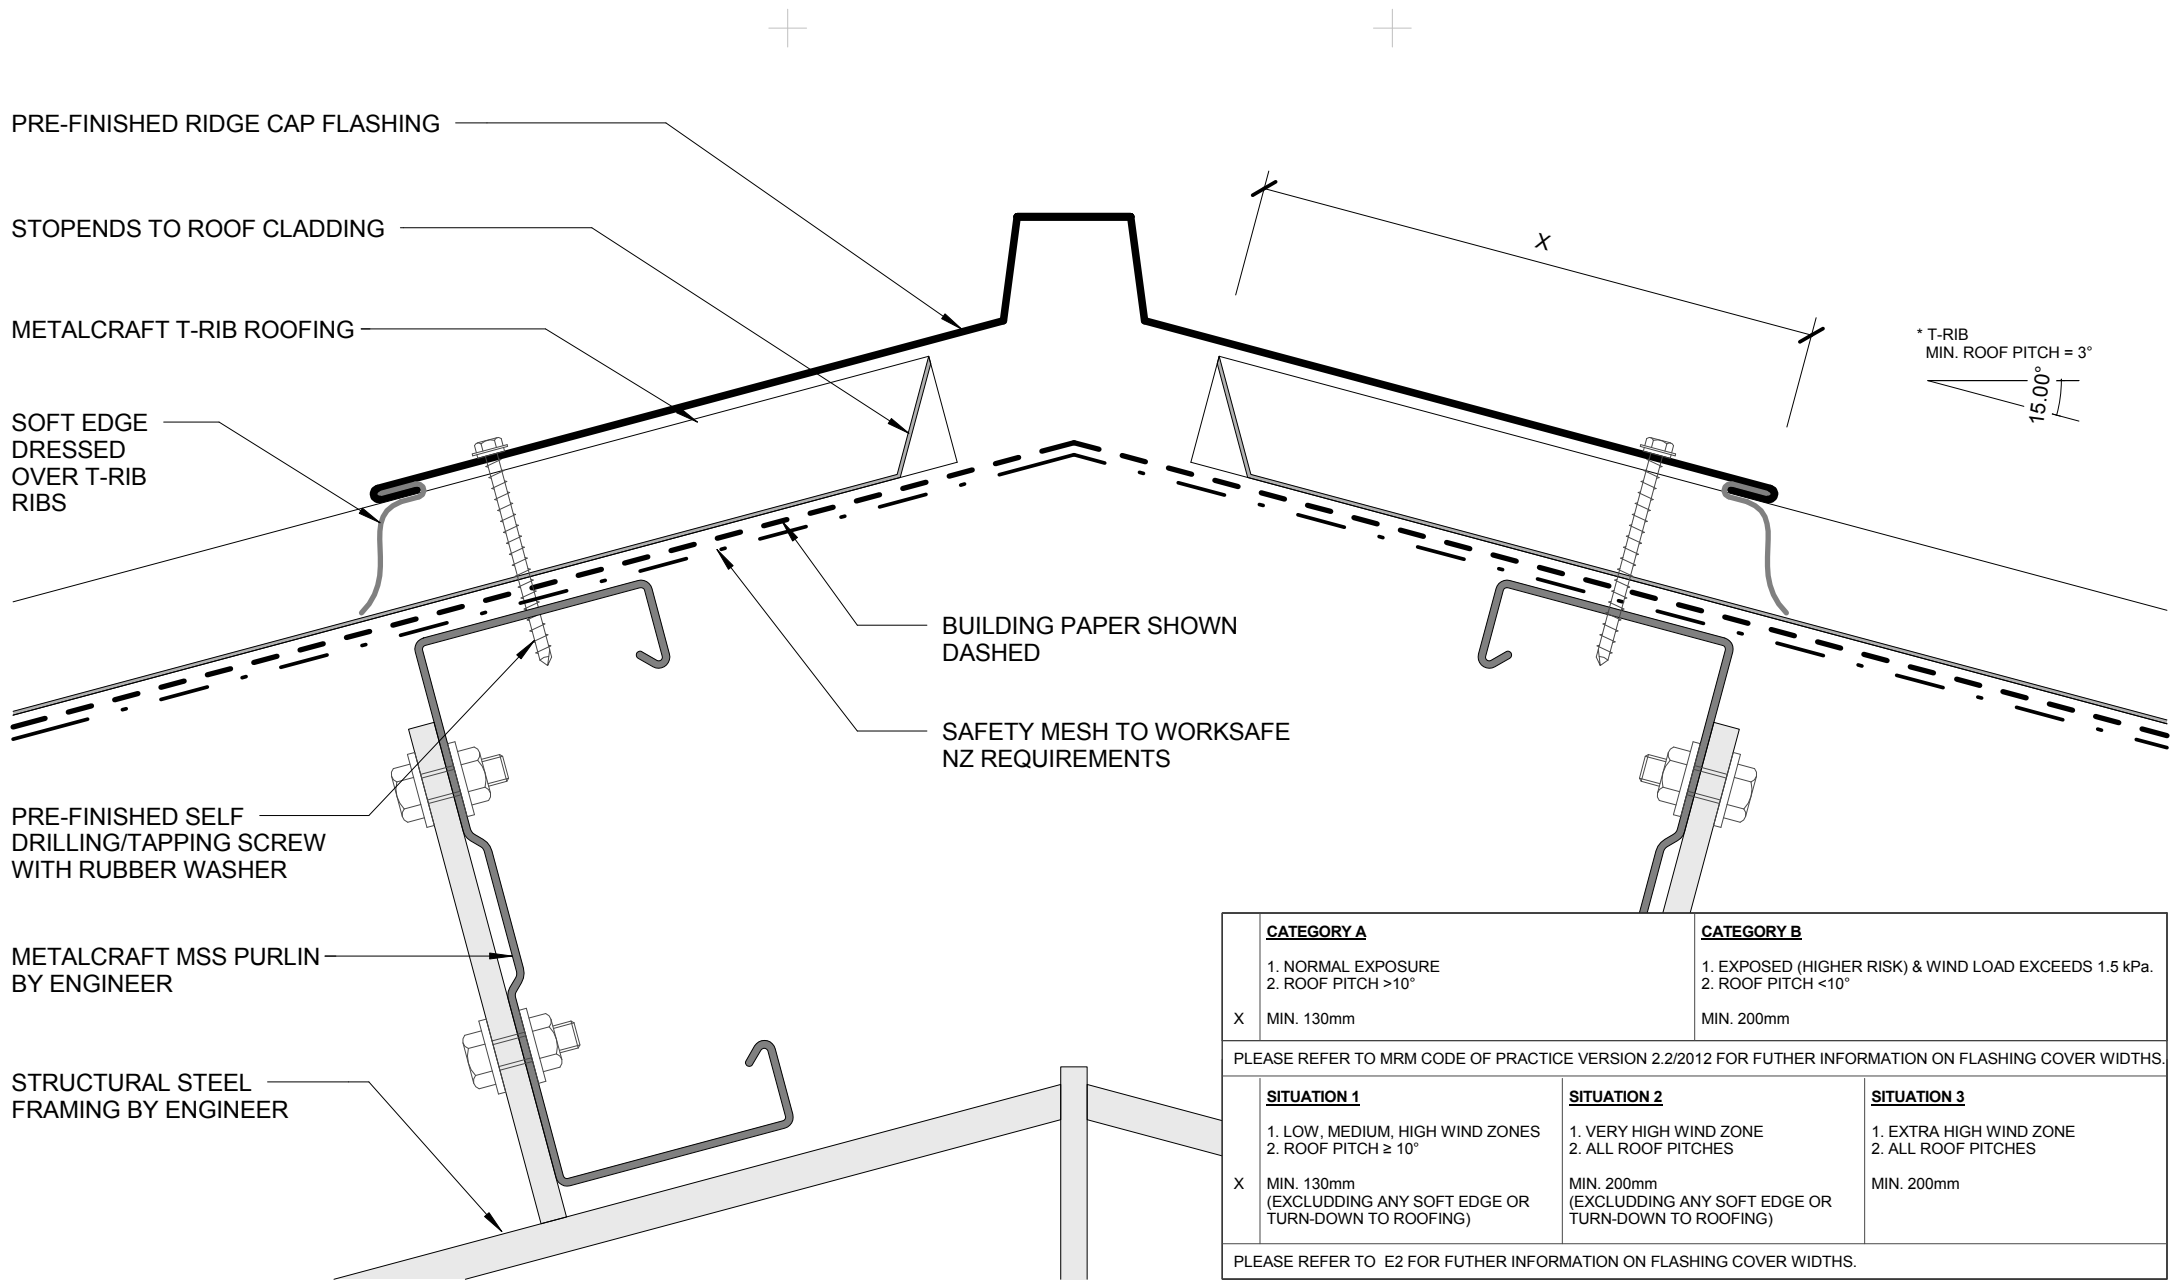 PRE-FINISHED RIDGE CAP FLASHING
STOPENDS TO ROOF CLADDING
METALCRAFT T-RIB ROOFING
SOFT EDGE
DRESSED
OVER T-RIB
RIBS
PRE-FINISHED SELF
DRILLING/TAPPING SCREW
WITH RUBBER WASHER
METALCRAFT MSS PURLIN
BY ENGINEER
STRUCTURAL STEEL
FRAMING BY ENGINEER
BUILDING PAPER SHOWN
DASHED
SAFETY MESH TO WORKSAFE
NZ REQUIREMENTS
X
* T-RIB
MIN. ROOF PITCH = 3°
15.00°
CATEGORY A
1. NORMAL EXPOSURE
2. ROOF PITCH >10°
X MIN. 130mm
CATEGORY B
1. EXPOSED (HIGHER RISK) & WIND LOAD EXCEEDS 1.5 kPa.
2. ROOF PITCH <10°
MIN. 200mm
PLEASE REFER TO MRM CODE OF PRACTICE VERSION 2.2/2012 FOR FUTHER INFORMATION ON FLASHING COVER WIDTHS.
SITUATION 1
1. LOW, MEDIUM, HIGH WIND ZONES
2. ROOF PITCH ≥ 10°
X MIN. 130mm
(EXCLUDDING ANY SOFT EDGE OR
TURN-DOWN TO ROOFING)
SITUATION 2
1. VERY HIGH WIND ZONE
2. ALL ROOF PITCHES
MIN. 200mm
(EXCLUDDING ANY SOFT EDGE OR
TURN-DOWN TO ROOFING)
SITUATION 3
1. EXTRA HIGH WIND ZONE
2. ALL ROOF PITCHES
MIN. 200mm
PLEASE REFER TO E2 FOR FUTHER INFORMATION ON FLASHING COVER WIDTHS.